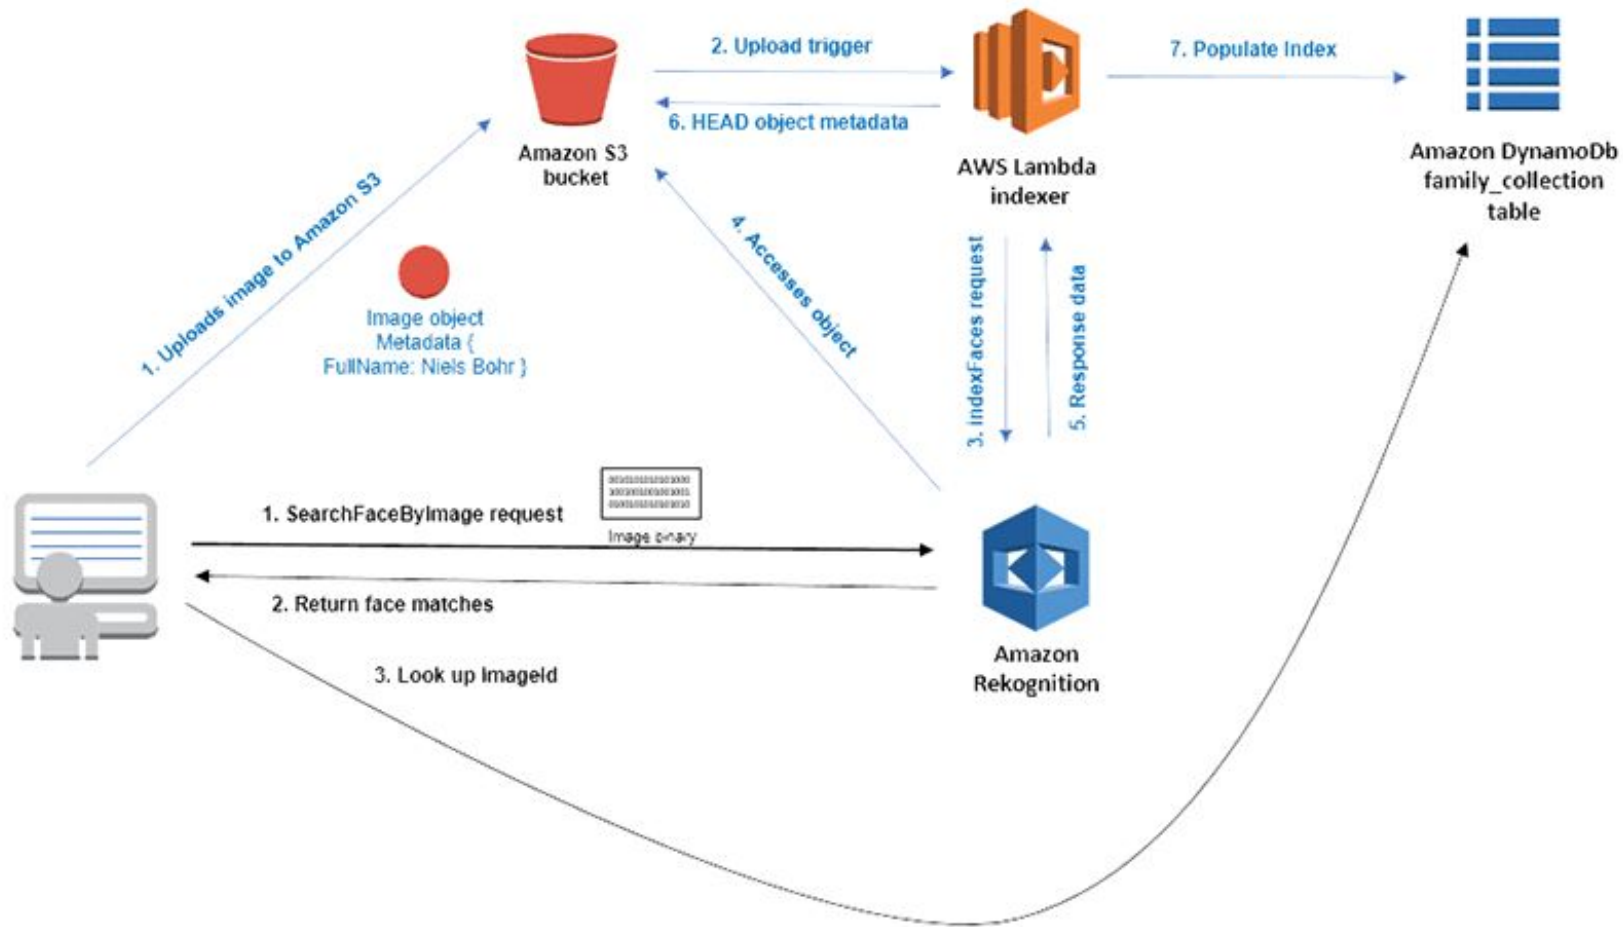 2. Upload trigger
7. Populate Index
6. HEAD object metadata
Amazon S3
bucket
AWS Lambda
indexer
Amazon DynamoDb
family_collection
table
1. Uploads image to Amazon S3
4. Accesses object
3. IndexFaces request
5. Response data
Image object
Metadata {
FullName: Niels Bohr }
1. SearchFaceByImage request
Image binary
2. Return face matches
3. Look up ImageId
Amazon
Rekognition